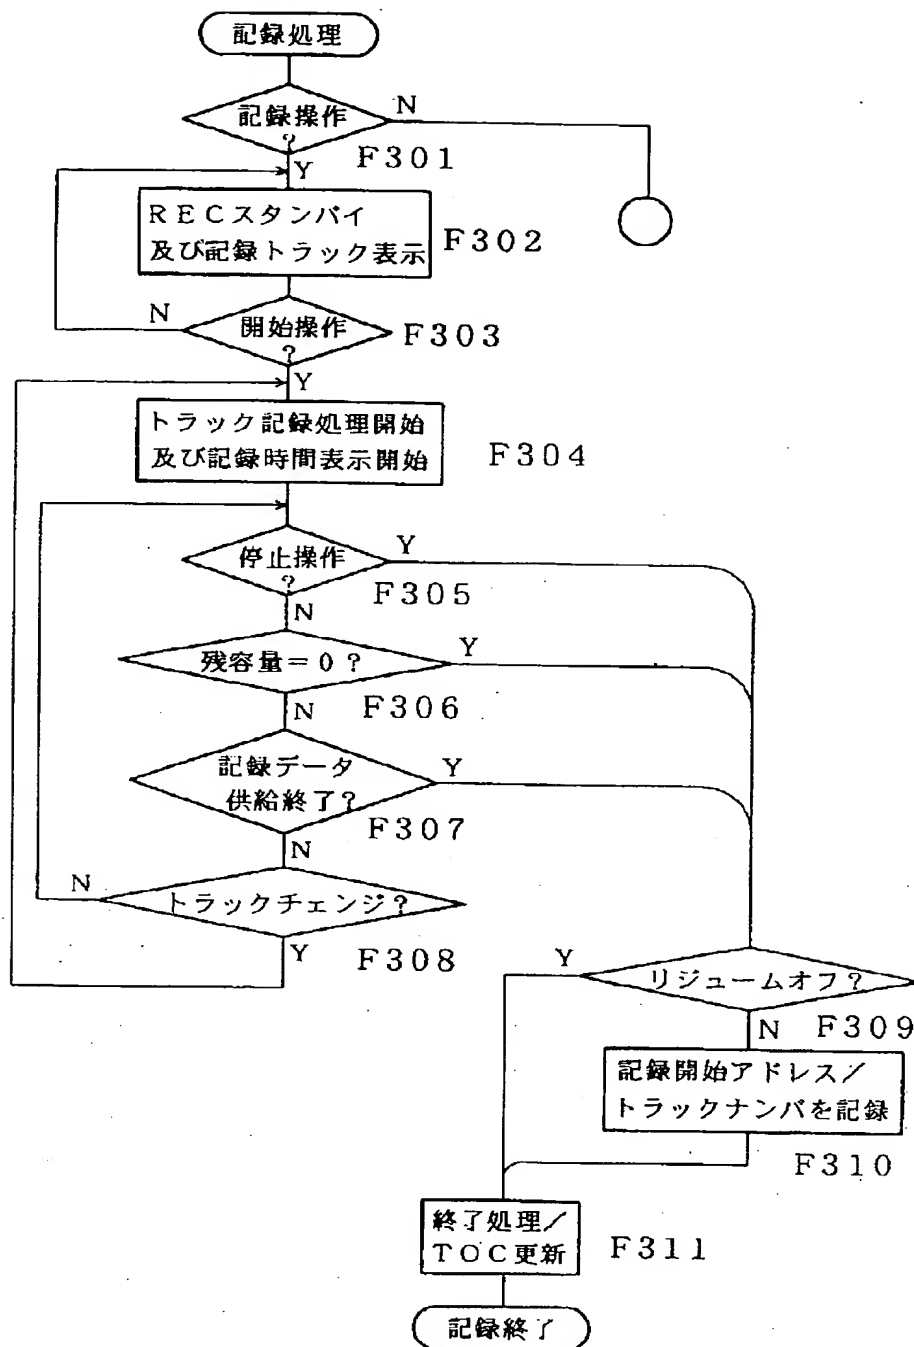 記録処理
記録操作
?
N
F301
Y
RECスタンバイ
及び記録トラック表示
F302
N
開始操作
?
F303
Y
トラック記録処理開始
及び記録時間表示開始
F304
停止操作
?
Y
F305
N
残容量=0?
Y
F306
N
記録データ
供給終了?
Y
F307
N
N
トラックチェンジ?
F308
Y
Y
リジュームオフ?
F309
N
記録開始アドレス/
トラックナンバを記録
F310
終了処理/
TOC更新
F311
記録終了